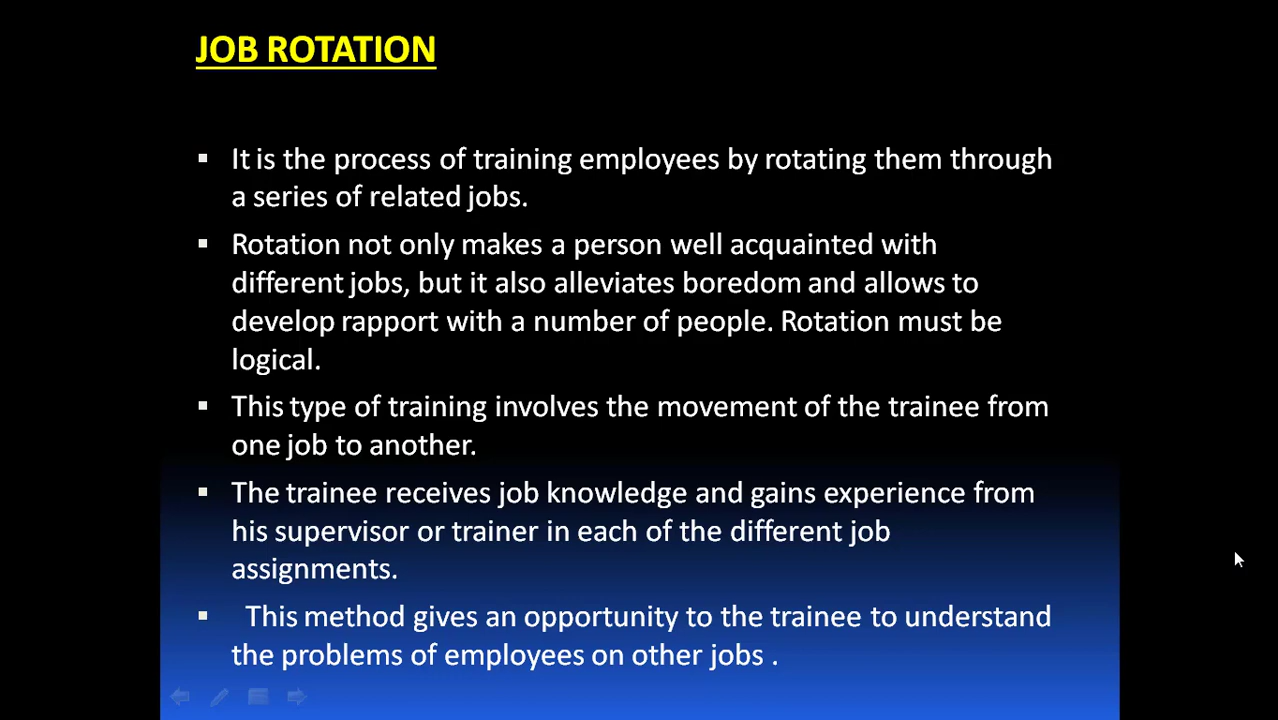 JOB ROTATION
▪ It is the process of training employees by rotating them through
a series of related jobs.
▪ Rotation not only makes a person well acquainted with
different jobs, but it also alleviates boredom and allows to
develop rapport with a number of people. Rotation must be
logical.
▪ This type of training involves the movement of the trainee from
one job to another.
▪ The trainee receives job knowledge and gains experience from
his supervisor or trainer in each of the different job
assignments.
▪ This method gives an opportunity to the trainee to understand
the problems of employees on other jobs .